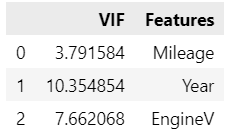 VIF Features
0 3.791584 Mileage
1 10.354854 Year
2 7.662068 EngineV